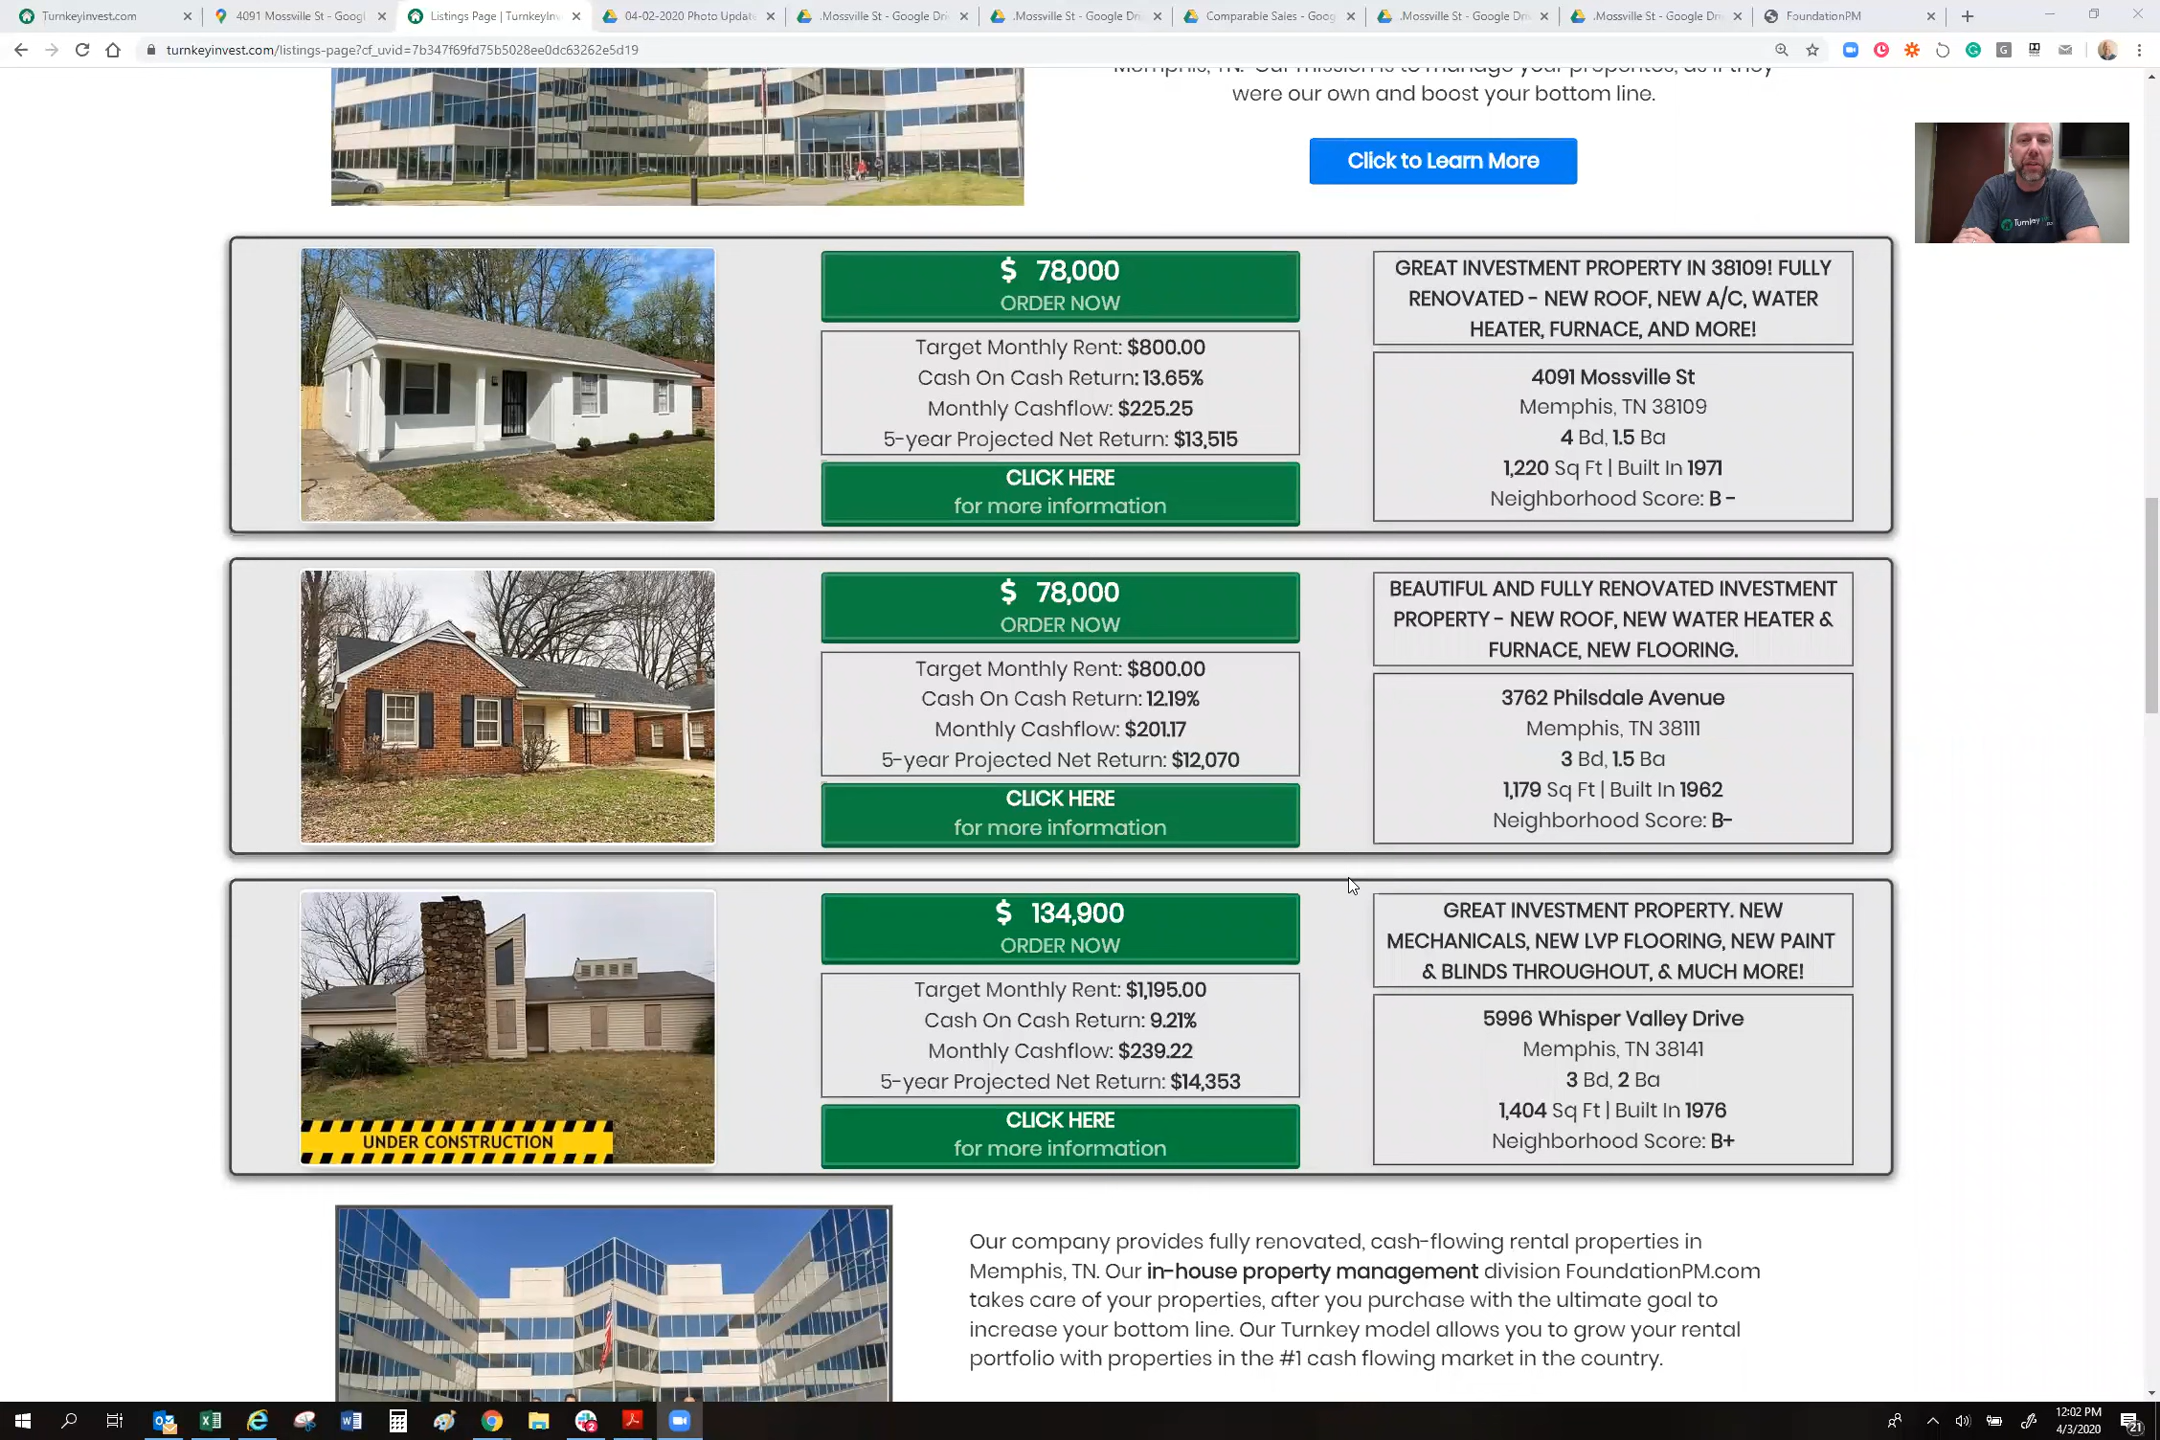 Turnkeyinvest.com
4091 Mossville St - Googl
Listings Page | TurnkeyInv
04-02-2020 Photo Update
.Mossville St - Google Dri
.Mossville St - Google Dri
Comparable Sales - Goog
.Mossville St - Google Dri
.Mossville St - Google Dri
FoundationPM
turnkeyinvest.com/listings-page?cf_uvid=7b347f69fd75b5028ee0dc63262e5d19
Memphis, TN. Our mission is to manage your properites, as if they
were our own and boost your bottom line.
Click to Learn More
$ 78,000
ORDER NOW
Target Monthly Rent: $800.00
Cash On Cash Return: 13.65%
Monthly Cashflow: $225.25
5-year Projected Net Return: $13,515
CLICK HERE
for more information
GREAT INVESTMENT PROPERTY IN 38109! FULLY
RENOVATED - NEW ROOF, NEW A/C, WATER
HEATER, FURNACE, AND MORE!
4091 Mossville St
Memphis, TN 38109
4 Bd, 1.5 Ba
1,220 Sq Ft | Built In 1971
Neighborhood Score: B -
$ 78,000
ORDER NOW
Target Monthly Rent: $800.00
Cash On Cash Return: 12.19%
Monthly Cashflow: $201.17
5-year Projected Net Return: $12,070
CLICK HERE
for more information
BEAUTIFUL AND FULLY RENOVATED INVESTMENT
PROPERTY - NEW ROOF, NEW WATER HEATER &
FURNACE, NEW FLOORING.
3762 Philsdale Avenue
Memphis, TN 38111
3 Bd, 1.5 Ba
1,179 Sq Ft | Built In 1962
Neighborhood Score: B-
UNDER CONSTRUCTION
$ 134,900
ORDER NOW
Target Monthly Rent: $1,195.00
Cash On Cash Return: 9.21%
Monthly Cashflow: $239.22
5-year Projected Net Return: $14,353
CLICK HERE
for more information
GREAT INVESTMENT PROPERTY. NEW
MECHANICALS, NEW LVP FLOORING, NEW PAINT
& BLINDS THROUGHOUT, & MUCH MORE!
5996 Whisper Valley Drive
Memphis, TN 38141
3 Bd, 2 Ba
1,404 Sq Ft | Built In 1976
Neighborhood Score: B+
Our company provides fully renovated, cash-flowing rental properties in
Memphis, TN. Our in-house property management division FoundationPM.com
takes care of your properties, after you purchase with the ultimate goal to
increase your bottom line. Our Turnkey model allows you to grow your rental
portfolio with properties in the #1 cash flowing market in the country.
12:02 PM
4/3/2020
21